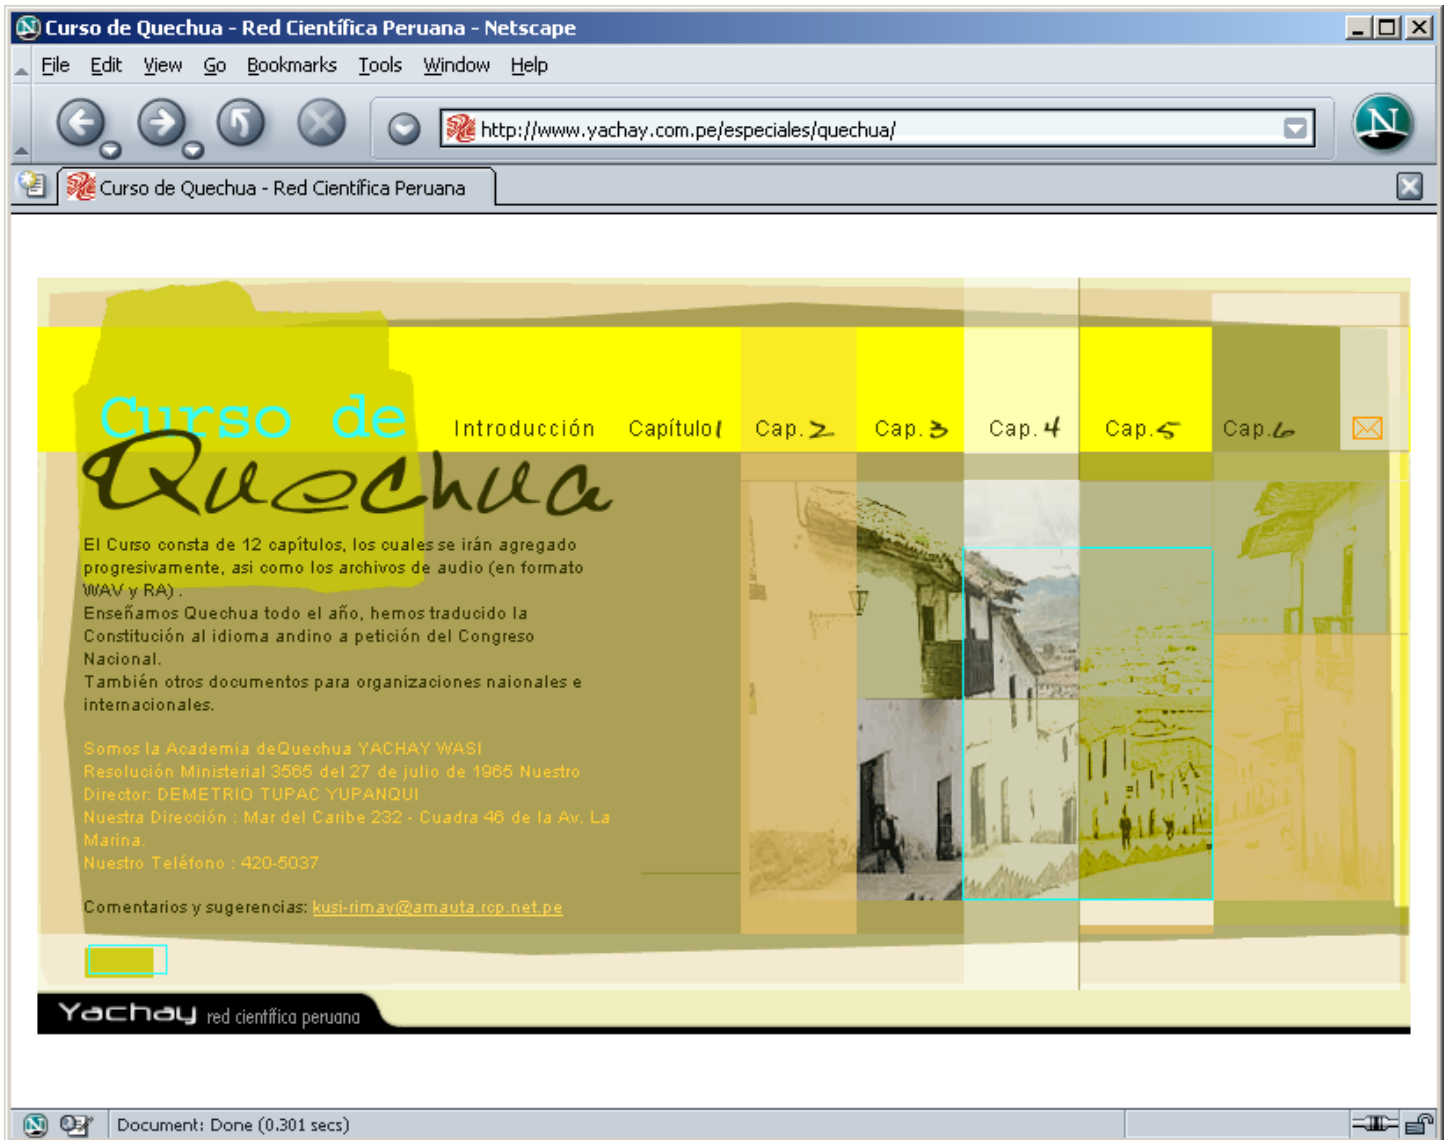 Curso de Quechua - Red Científica Peruana - Netscape
File Edit View Go Bookmarks Tools Window Help
http://www.yachay.com.pe/especiales/quechua/
Curso de Quechua - Red Científica Peruana
Curso de
Quechua
Introducción Capítulo 1 Cap. 2 Cap. 3 Cap. 4 Cap. 5 Cap. 6
El Curso consta de 12 capítulos, los cuales se irán agregado
progresivamente, asi como los archivos de audio (en formato
WAV y RA) .
Enseñamos Quechua todo el año, hemos traducido la
Constitución al idioma andino a petición del Congreso
Nacional.
También otros documentos para organizaciones naionales e
internacionales.
Somos la Academia deQuechua YACHAY WASI
Resolución Ministerial 3565 del 27 de julio de 1965 Nuestro
Director: DEMETRIO TUPAC YUPANQUI
Nuestra Dirección : Mar del Caribe 232 - Cuadra 46 de la Av. La
Marina.
Nuestro Teléfono : 420-5037
Comentarios y sugerencias: kusi-rimay@amauta.rcp.net.pe
Yachay red científica peruana
Document: Done (0.301 secs)